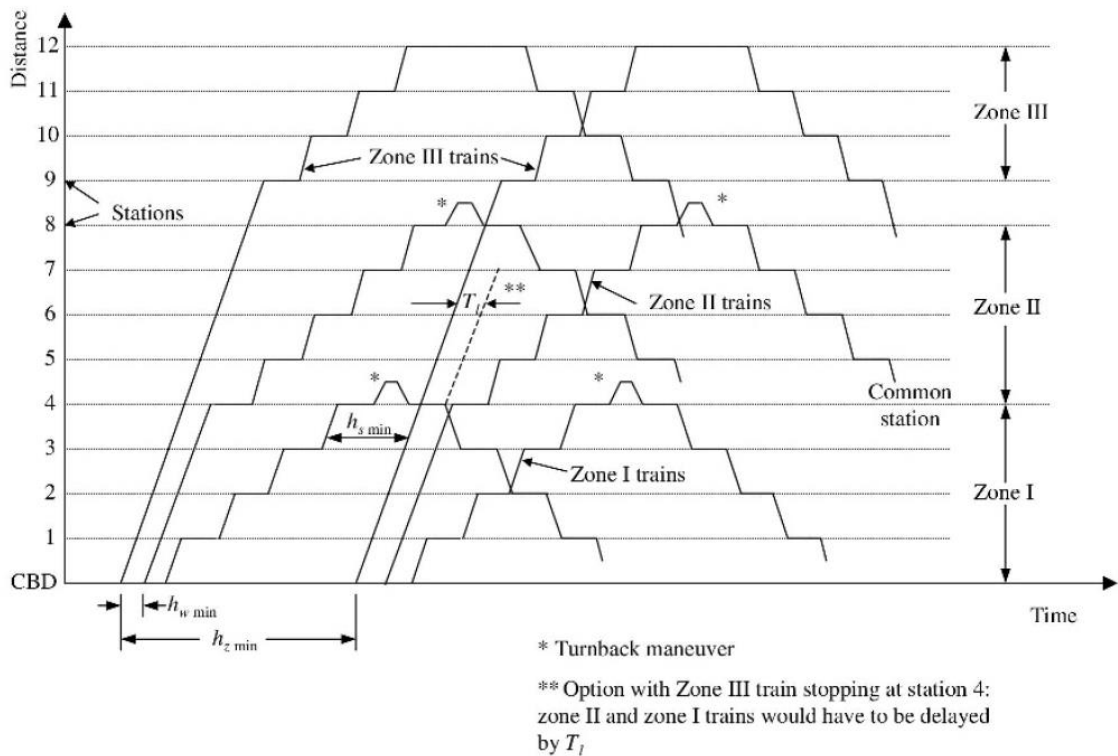 Distance
12
11
10
9
8
7
6
5
4
3
2
1
CBD
Zone III
Zone III trains
Stations
*
*
T_l
**
Zone II trains
Zone II
*
*
Common
station
h_s min
Zone I trains
Zone I
h_w min
h_z min
Time
* Turnback maneuver
** Option with Zone III train stopping at station 4:
zone II and zone I trains would have to be delayed
by T_l